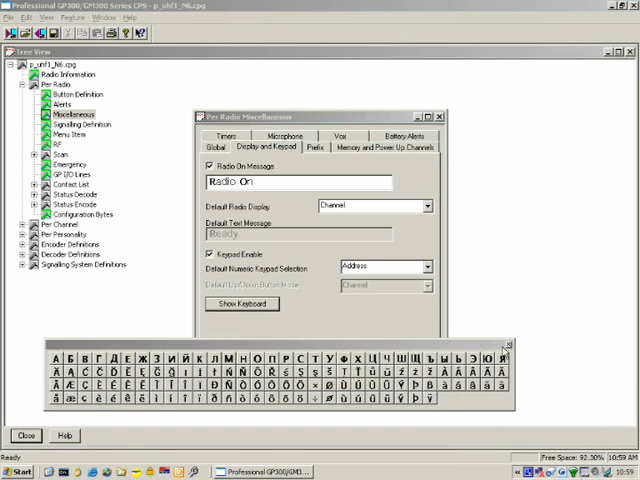 Professional GP300/GM300 Series CPS - p_uhf1_N6.cpg
File Edit View Feature Window Help
Tree View
p_uhf1_N6.cpg
Radio Information
Per Radio
Button Definition
Alerts
Miscellaneous
Signalling Definition
Menu Item
RF
Scan
Emergency
GP I/O Lines
Contact List
Status Decode
Status Encode
Configuration Bytes
Per Channel
Per Personality
Encoder Definitions
Decoder Definitions
Signaling System Definitions
Per Radio Miscellaneous
Timers Microphone Vox Battery Alerts
Global Display and Keypad Prefix Memory and Power Up Channels
Radio On Message
Radio On
Default Radio Display Channel
Default Text Message
Ready
Keypad Enable
Default Numeric Keypad Selection Address
Default Up/Down Button Mode Channel
Show Keyboard
А Б В Г Д Е Ж З И Й К Л М Н О П Р С Т У Ф Х Ц Ч Ш Щ Ъ Ы Ь Э Ю Я
Close Help
Ready Free Space: 92.30% 10:59 AM
Start Professional GP300/GM3... 10:59